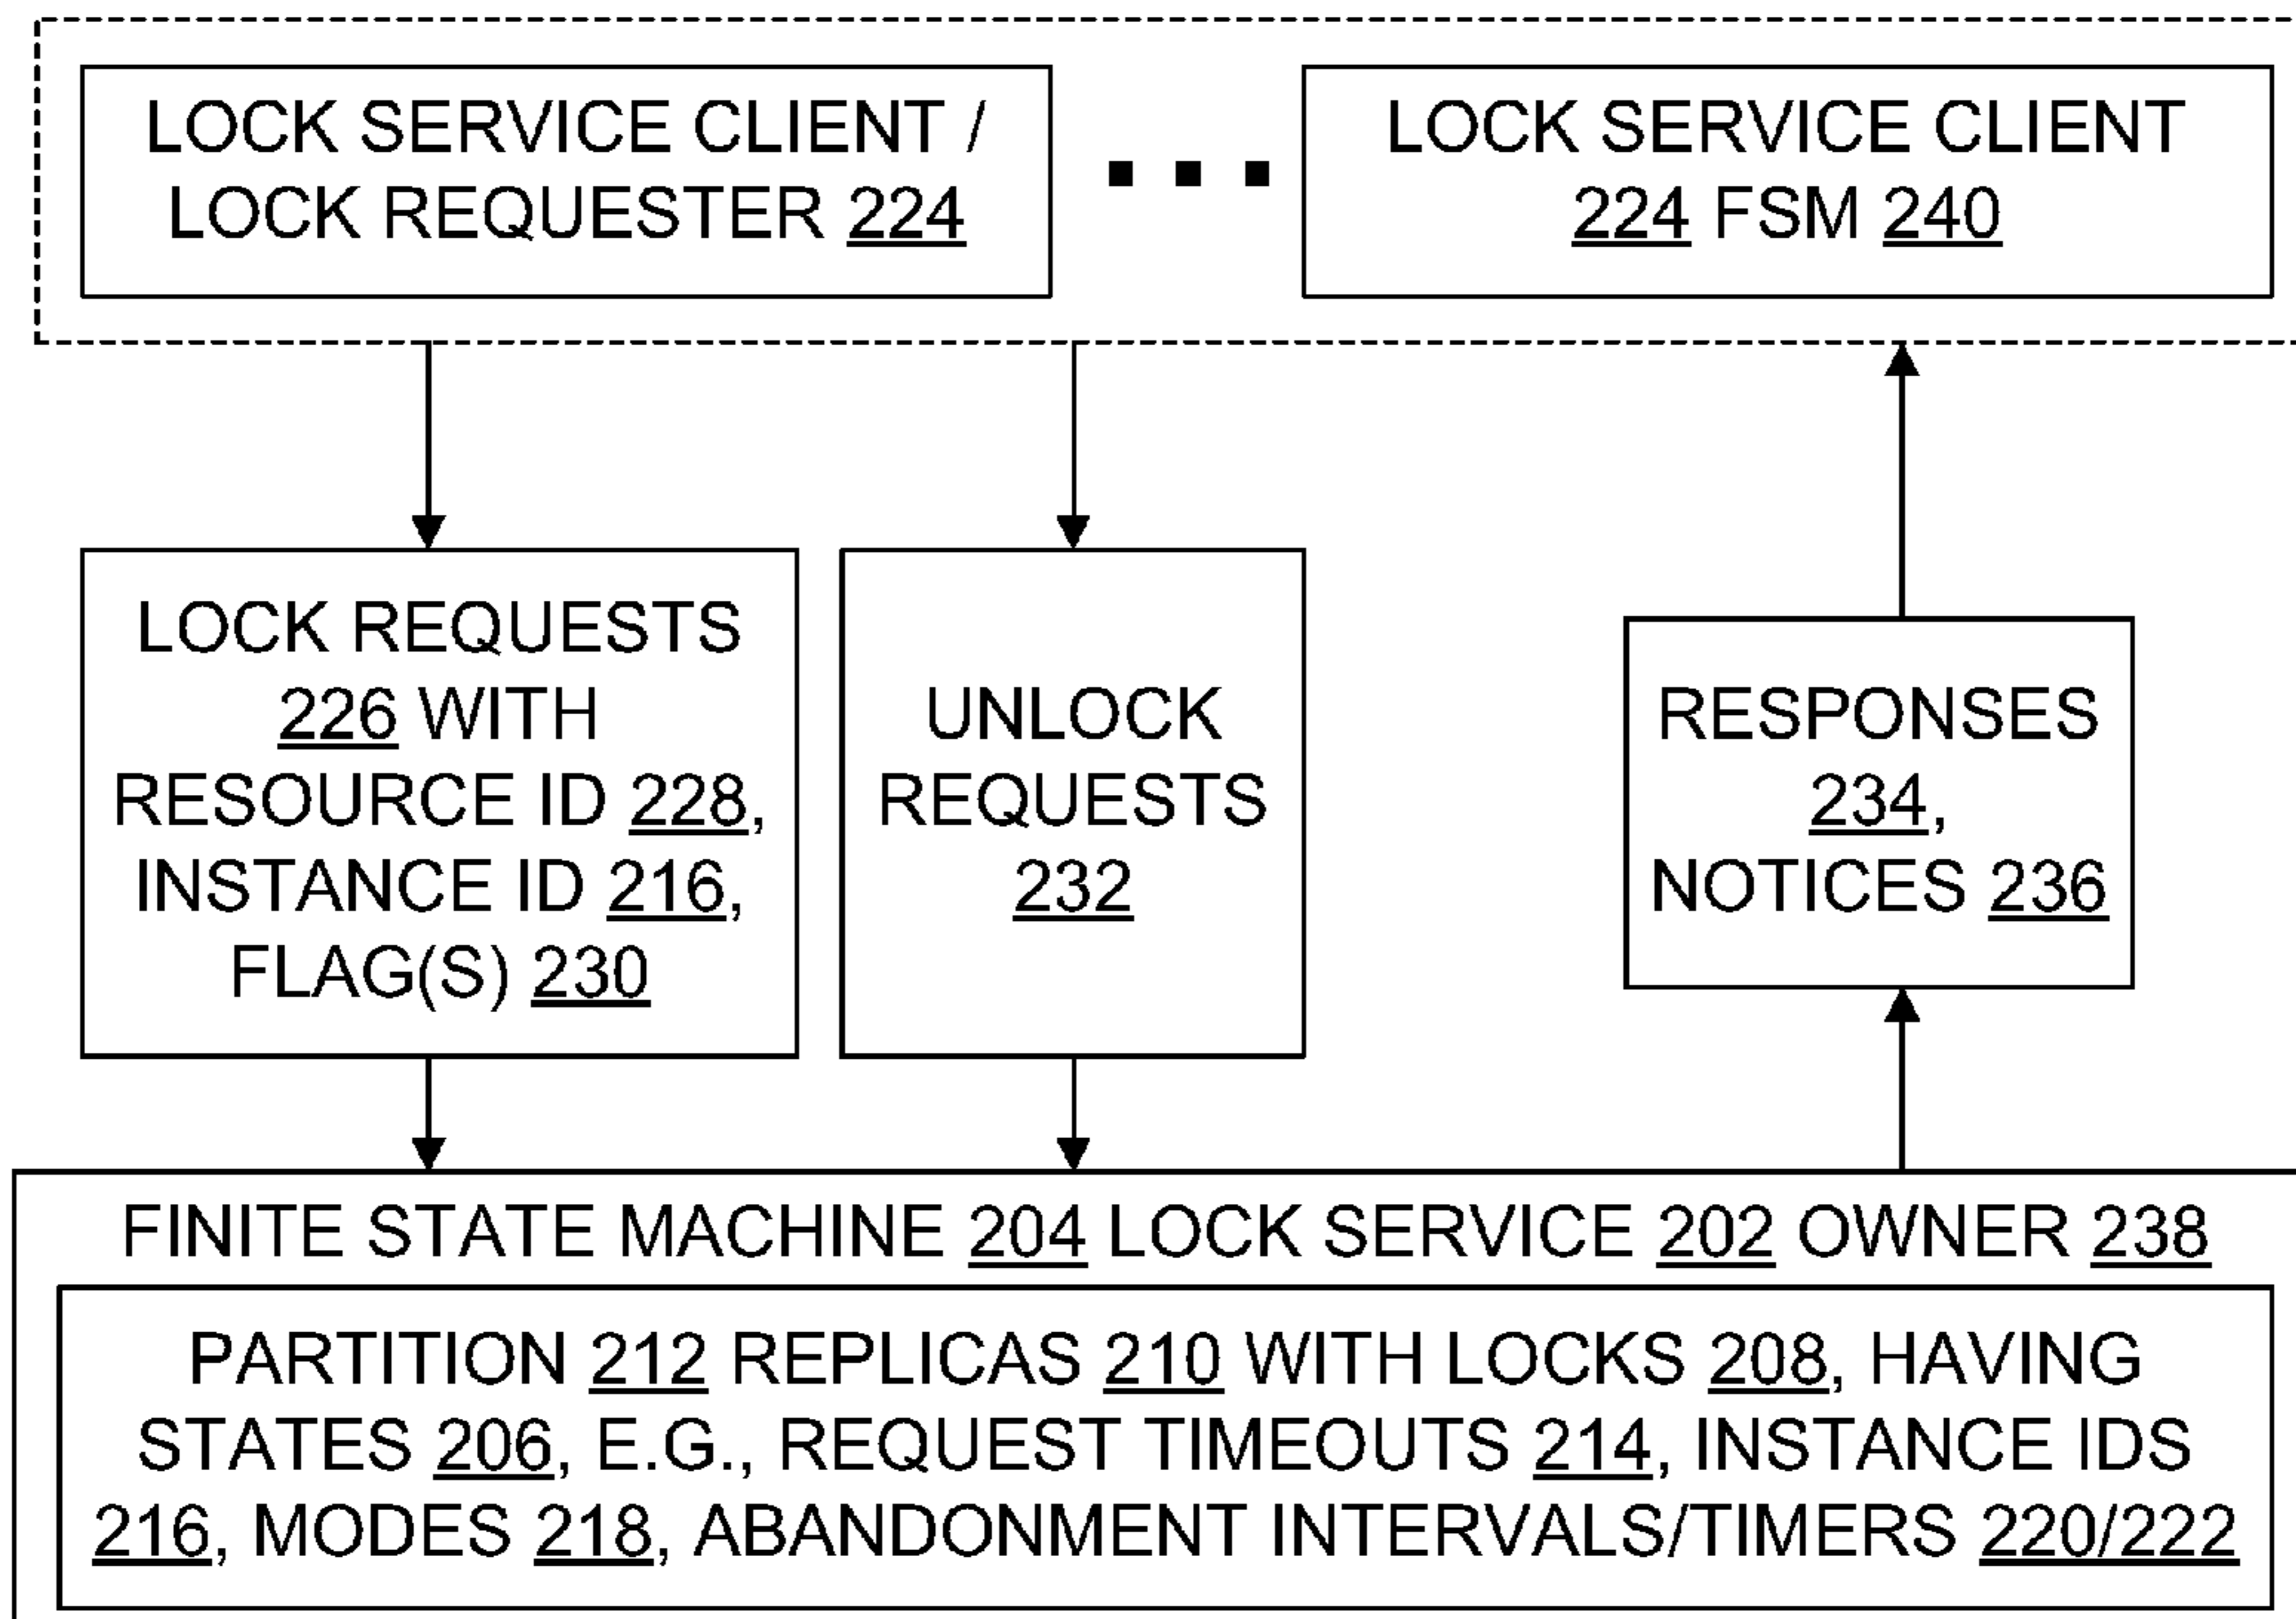 LOCK SERVICE CLIENT /
LOCK REQUESTER 224
LOCK SERVICE CLIENT
224 FSM 240
LOCK REQUESTS
226 WITH
RESOURCE ID 228,
INSTANCE ID 216,
FLAG(S) 230
UNLOCK
REQUESTS
232
RESPONSES
234,
NOTICES 236
FINITE STATE MACHINE 204 LOCK SERVICE 202 OWNER 238
PARTITION 212 REPLICAS 210 WITH LOCKS 208, HAVING
STATES 206, E.G., REQUEST TIMEOUTS 214, INSTANCE IDS
216, MODES 218, ABANDONMENT INTERVALS/TIMERS 220/222